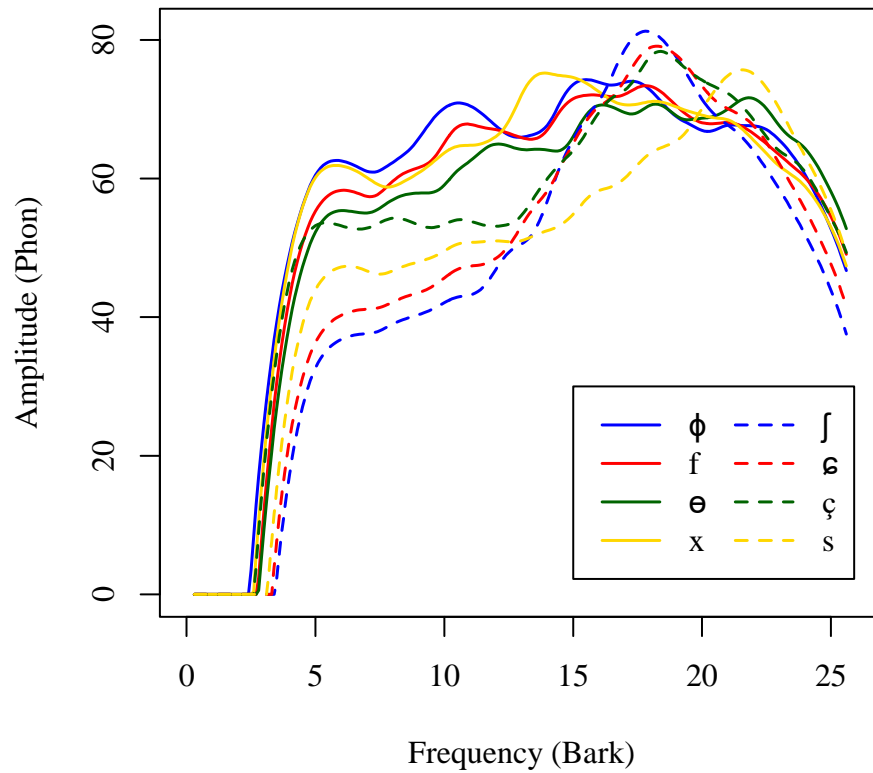 Amplitude (Phon)
80
60
40
20
0
ϕ ʃ
f ɕ
θ ç
x s
0 5 10 15 20 25
Frequency (Bark)